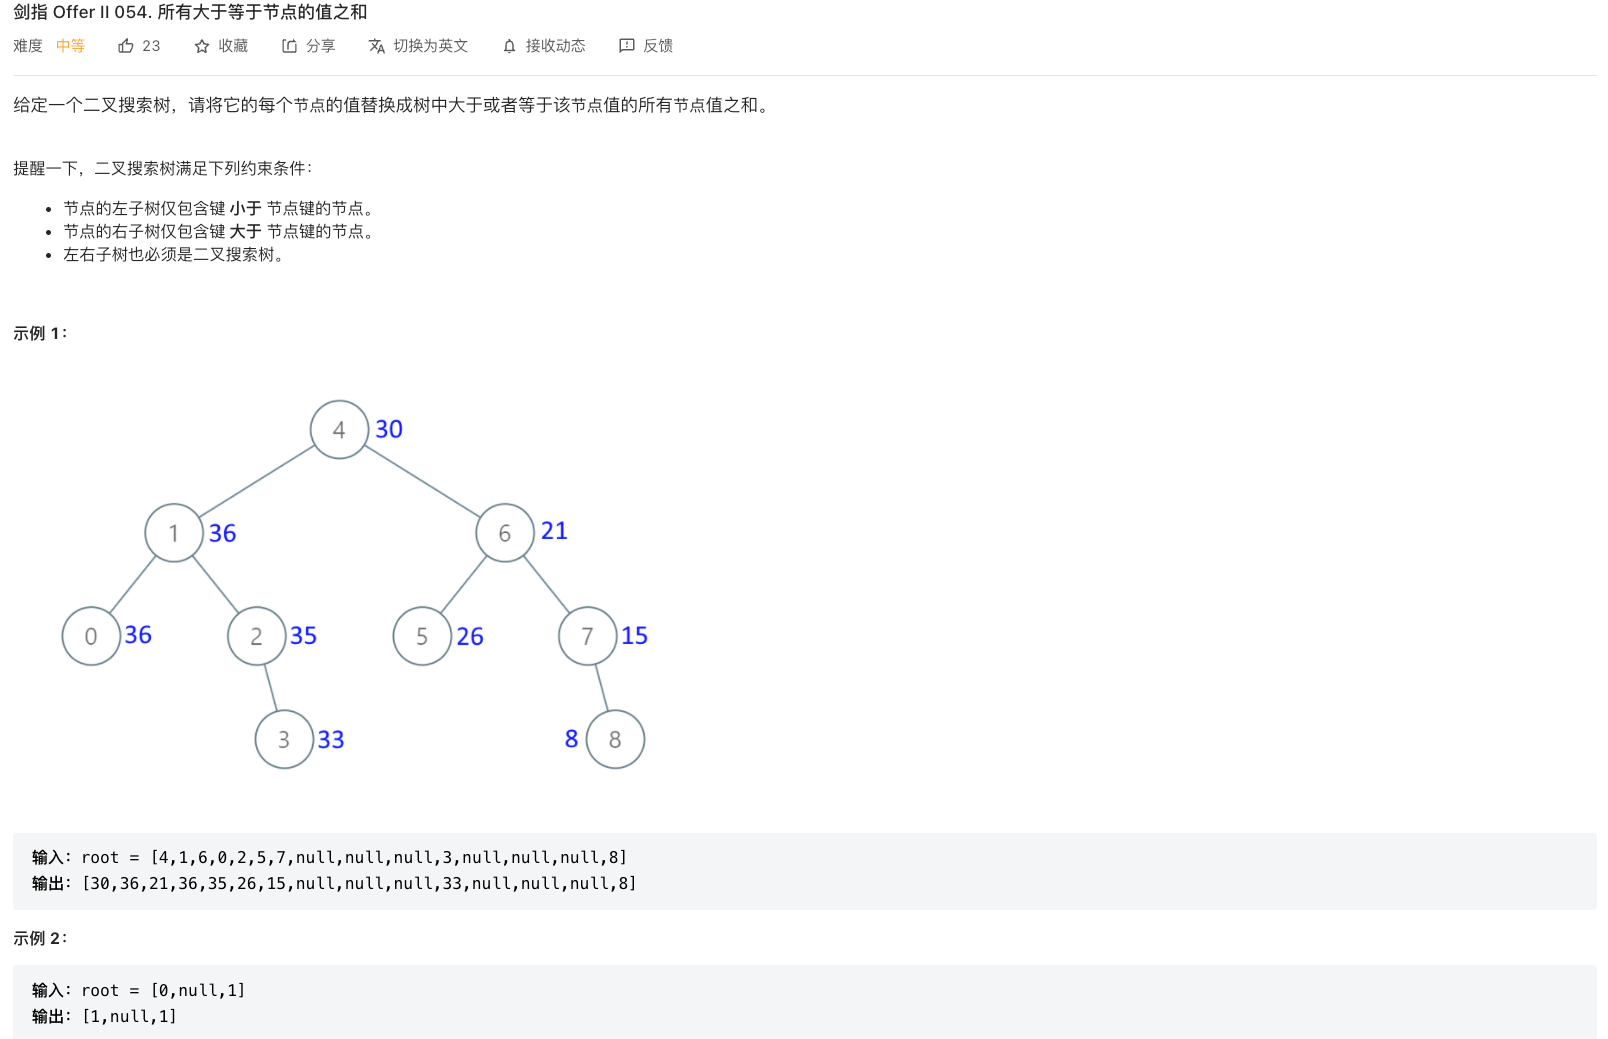 剑指 Offer II 054. 所有大于等于节点的值之和
难度 中等 23 收藏 分享 切换为英文 接收动态 反馈
给定一个二叉搜索树，请将它的每个节点的值替换成树中大于或者等于该节点值的所有节点值之和。
提醒一下，二叉搜索树满足下列约束条件：
• 节点的左子树仅包含键 小于 节点键的节点。
• 节点的右子树仅包含键 大于 节点键的节点。
• 左右子树也必须是二叉搜索树。
示例 1：
4 30
1 36 6 21
0 36 2 35 5 26 7 15
3 33 8 8
输入：root = [4,1,6,0,2,5,7,null,null,null,3,null,null,null,8]
输出：[30,36,21,36,35,26,15,null,null,null,33,null,null,null,8]
示例 2：
输入：root = [0,null,1]
输出：[1,null,1]